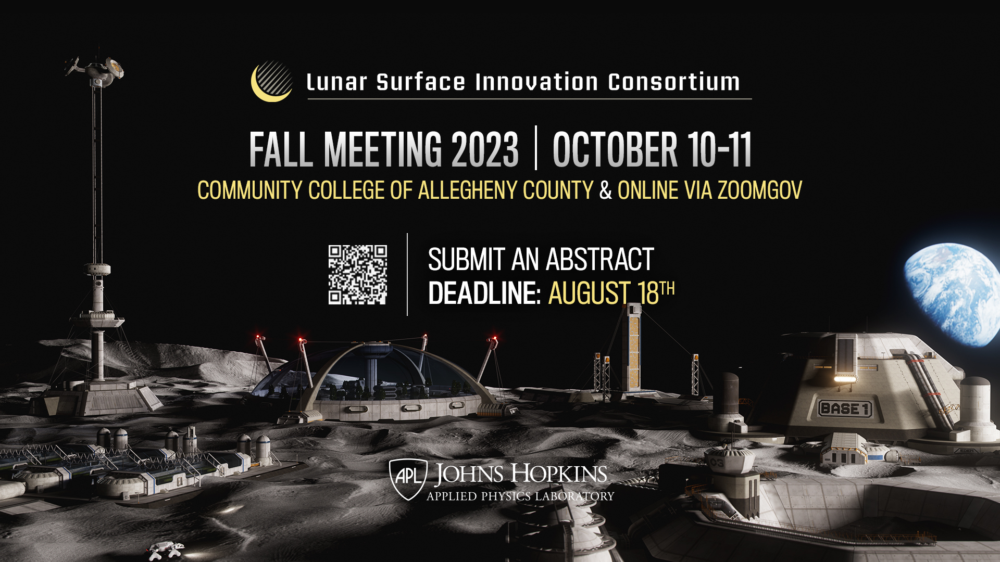 Lunar Surface Innovation Consortium
FALL MEETING 2023 | OCTOBER 10-11
COMMUNITY COLLEGE OF ALLEGHENY COUNTY & ONLINE VIA ZOOMGOV
SUBMIT AN ABSTRACT
DEADLINE: AUGUST 18TH
BASE 1
EDEN
03
APL JOHNS HOPKINS
APPLIED PHYSICS LABORATORY